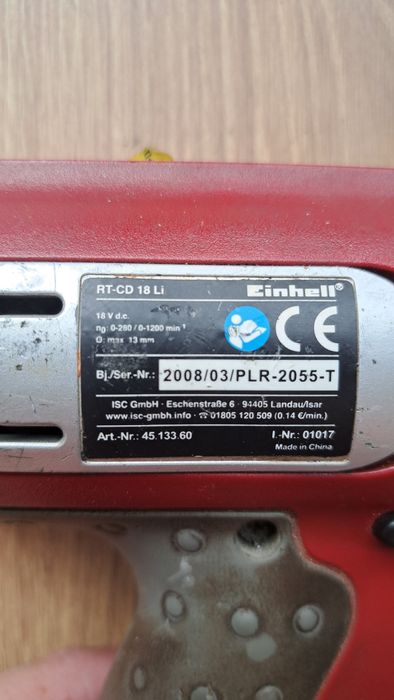 RT-CD 18 Li
Einhell®
18 V d.c.
n0: 0-280 / 0-1200 min⁻¹
Ø: max. 13 mm
CE
Bj./Ser.-Nr.: 2008/03/PLR-2055-T
ISC GmbH · Eschenstraße 6 · 94405 Landau/Isar
www.isc-gmbh.info · ☎ 01805 120 509 (0.14 €/min.)
Art.-Nr.: 45.133.60
I.-Nr.: 01017
Made in China